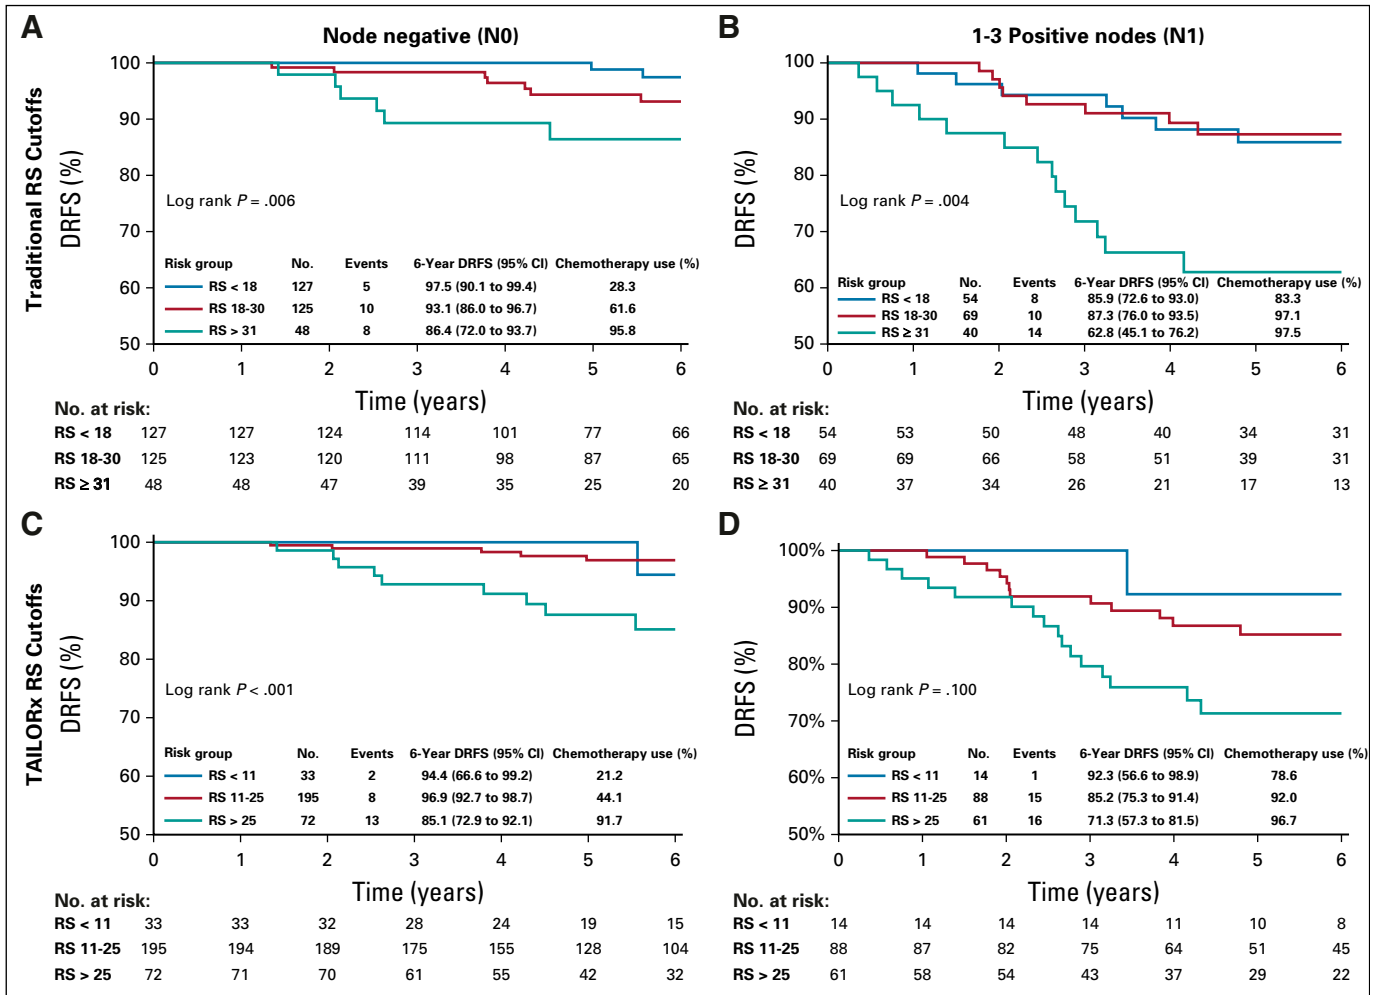 A
Node negative (N0)
Traditional RS Cutoffs
DRFS (%)
100
90
80
70
60
50
Log rank P = .006
Risk group No. Events 6-Year DRFS (95% CI) Chemotherapy use (%)
RS < 18 127 5 97.5 (90.1 to 99.4) 28.3
RS 18-30 125 10 93.1 (86.0 to 96.7) 61.6
RS > 31 48 8 86.4 (72.0 to 93.7) 95.8
0 1 2 3 4 5 6
Time (years)
No. at risk:
RS < 18 127 127 124 114 101 77 66
RS 18-30 125 123 120 111 98 87 65
RS ≥ 31 48 48 47 39 35 25 20
B
1-3 Positive nodes (N1)
DRFS (%)
100
90
80
70
60
50
Log rank P = .004
Risk group No. Events 6-Year DRFS (95% CI) Chemotherapy use (%)
RS < 18 54 8 85.9 (72.6 to 93.0) 83.3
RS 18-30 69 10 87.3 (76.0 to 93.5) 97.1
RS ≥ 31 40 14 62.8 (45.1 to 76.2) 97.5
0 1 2 3 4 5 6
Time (years)
No. at risk:
RS < 18 54 53 50 48 40 34 31
RS 18-30 69 69 66 58 51 39 31
RS ≥ 31 40 37 34 26 21 17 13
C
TAILORx RS Cutoffs
DRFS (%)
100
90
80
70
60
50
Log rank P < .001
Risk group No. Events 6-Year DRFS (95% CI) Chemotherapy use (%)
RS < 11 33 2 94.4 (66.6 to 99.2) 21.2
RS 11-25 195 8 96.9 (92.7 to 98.7) 44.1
RS > 25 72 13 85.1 (72.9 to 92.1) 91.7
0 1 2 3 4 5 6
Time (years)
No. at risk:
RS < 11 33 33 32 28 24 19 15
RS 11-25 195 194 189 175 155 128 104
RS > 25 72 71 70 61 55 42 32
D
DRFS (%)
100%
90%
80%
70%
60%
50%
Log rank P = .100
Risk group No. Events 6-Year DRFS (95% CI) Chemotherapy use (%)
RS < 11 14 1 92.3 (56.6 to 98.9) 78.6
RS 11-25 88 15 85.2 (75.3 to 91.4) 92.0
RS > 25 61 16 71.3 (57.3 to 81.5) 96.7
0 1 2 3 4 5 6
Time (years)
No. at risk:
RS < 11 14 14 14 14 11 10 8
RS 11-25 88 87 82 75 64 51 45
RS > 25 61 58 54 43 37 29 22